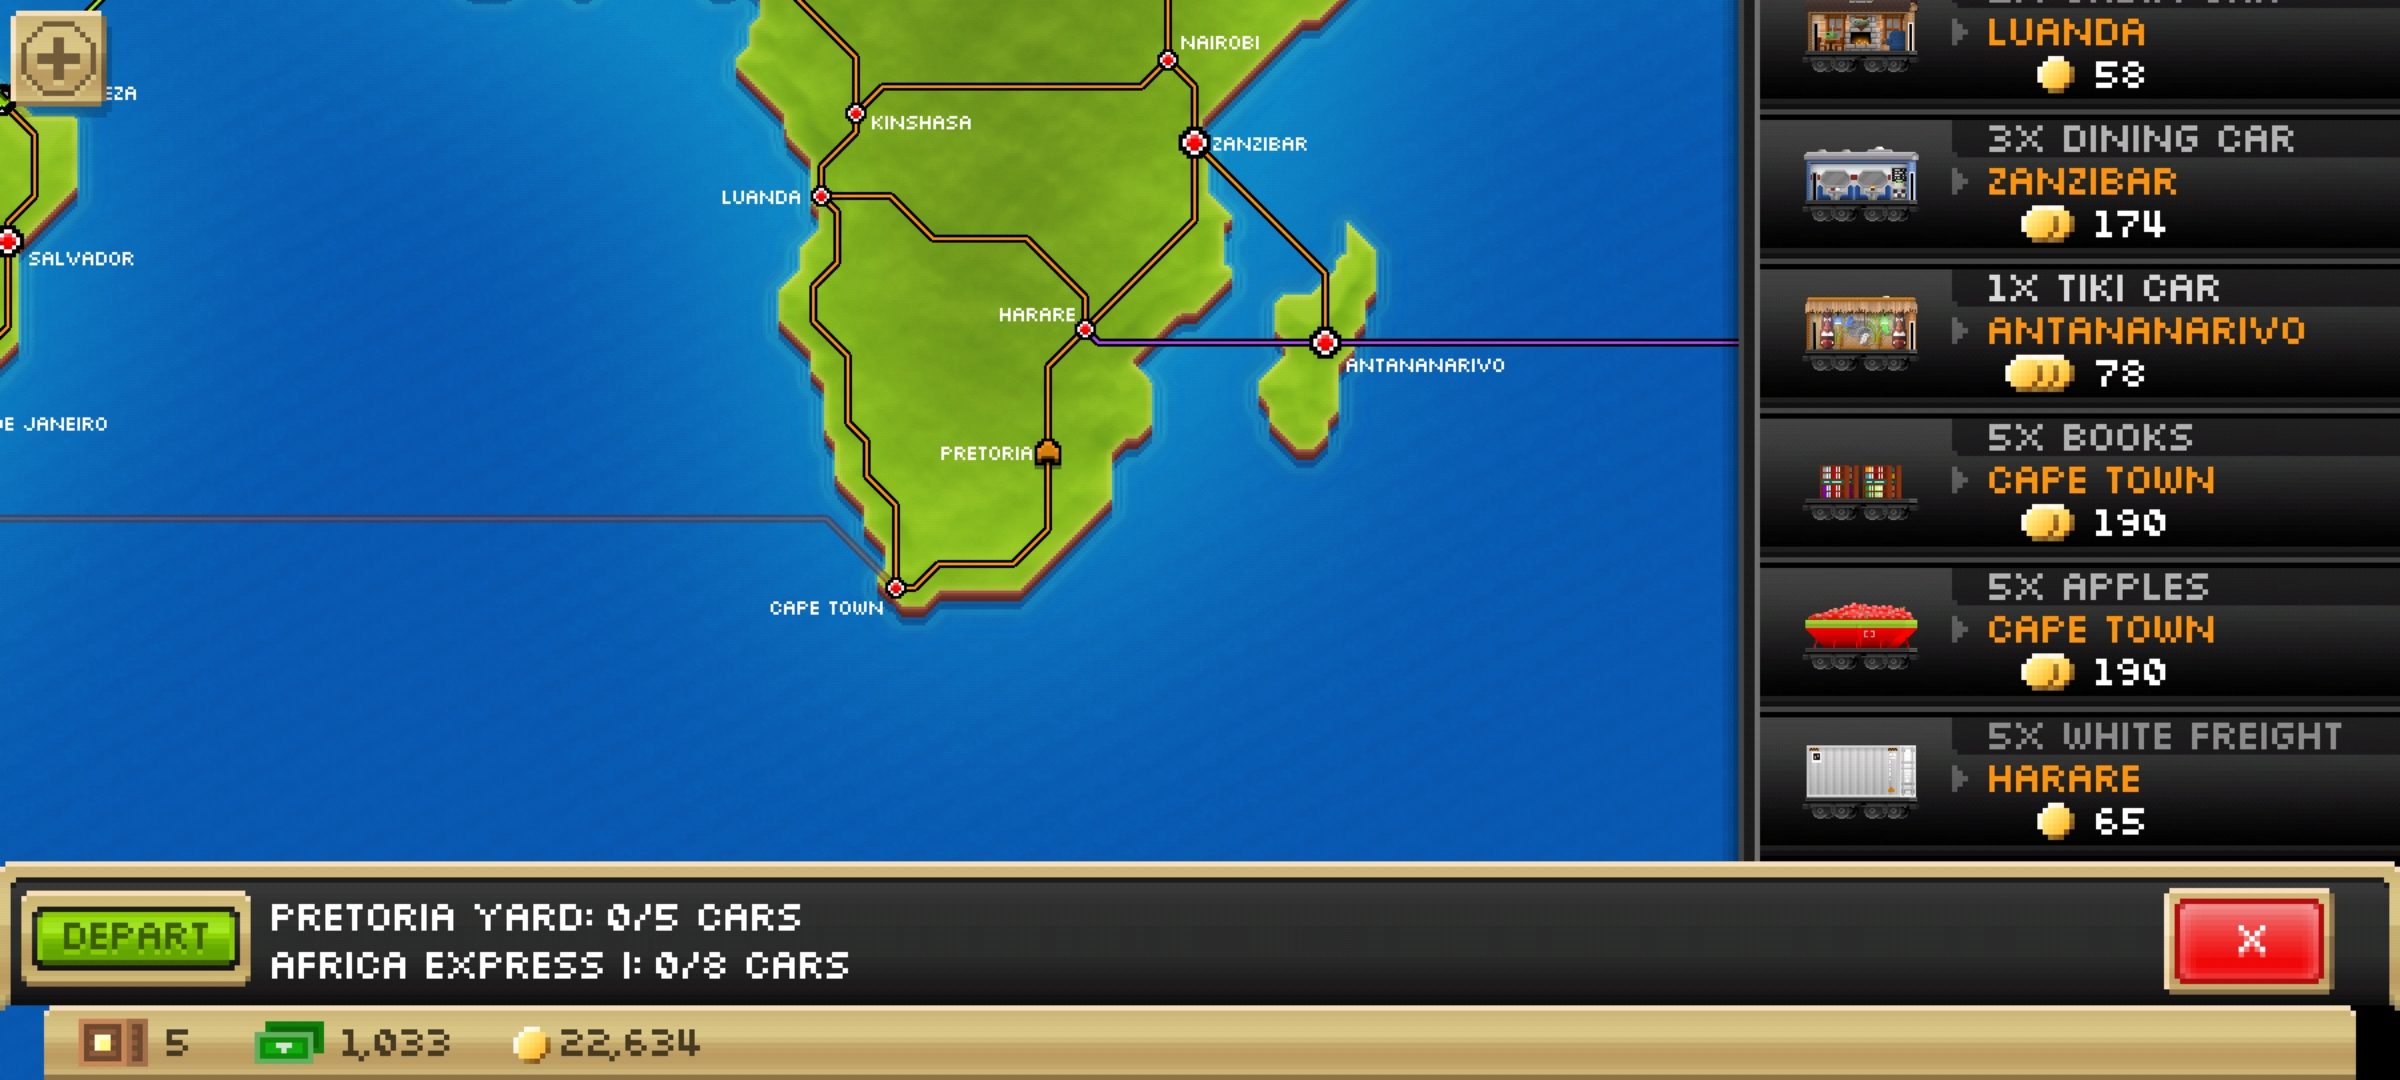 NAIROBI
KINSHASA
ZANZIBAR
LUANDA
SALVADOR
HARARE
ANTANANARIVO
DE JANEIRO
PRETORIA
CAPE TOWN
LUANDA
58
3X DINING CAR
ZANZIBAR
174
1X TIKI CAR
ANTANANARIVO
78
5X BOOKS
CAPE TOWN
190
5X APPLES
CAPE TOWN
190
5X WHITE FREIGHT
HARARE
65
DEPART
PRETORIA YARD: 0/5 CARS
AFRICA EXPRESS I: 0/8 CARS
X
5
1,033
22,634